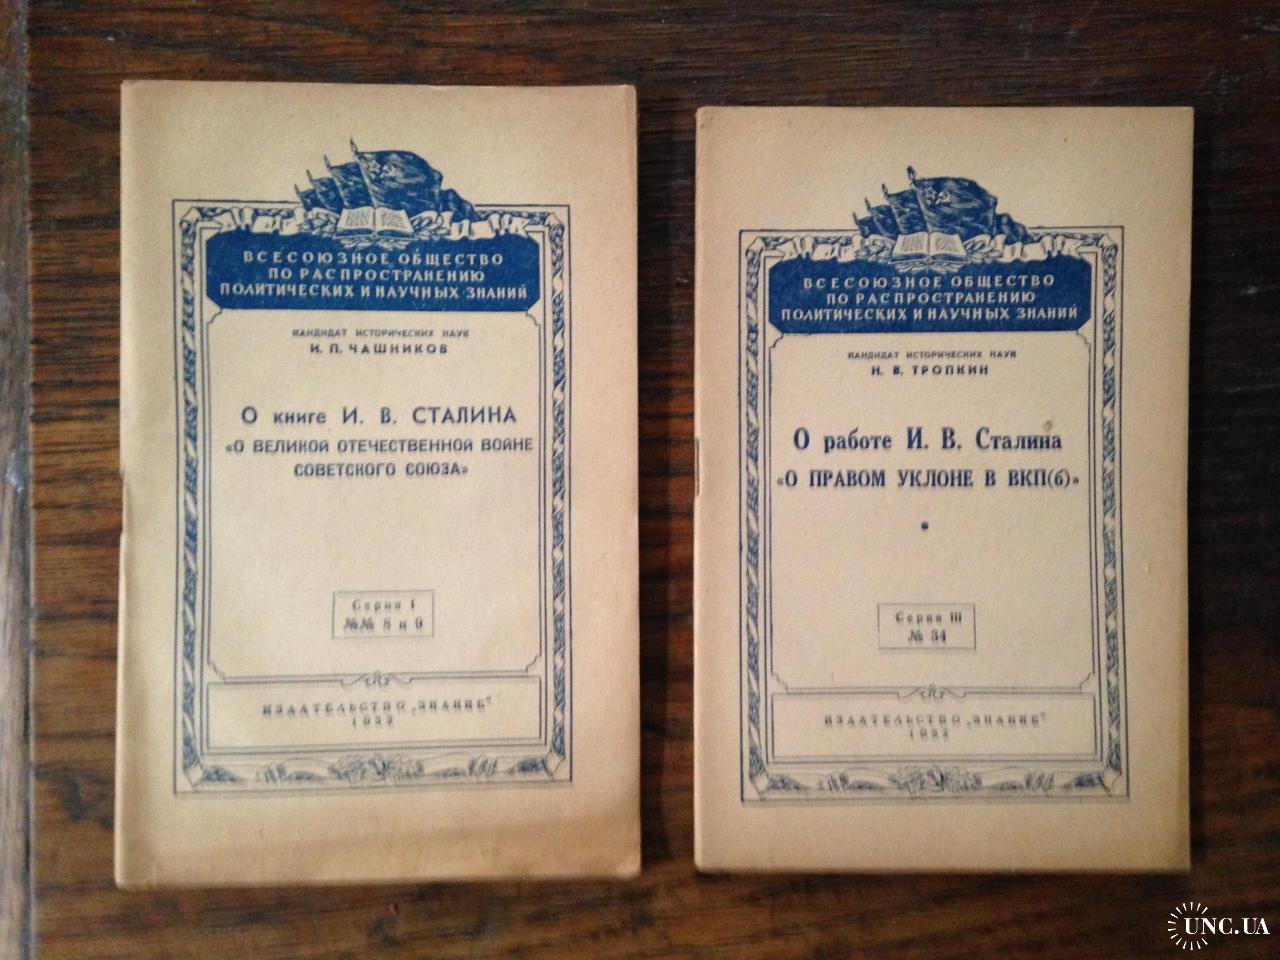 ВСЕСОЮЗНОЕ ОБЩЕСТВО
ПО РАСПРОСТРАНЕНИЮ
ПОЛИТИЧЕСКИХ И НАУЧНЫХ ЗНАНИЙ
КАНДИДАТ ИСТОРИЧЕСКИХ НАУК
И. П. ЧАШНИКОВ
О книге И. В. СТАЛИНА
«О ВЕЛИКОЙ ОТЕЧЕСТВЕННОЙ ВОЙНЕ
СОВЕТСКОГО СОЮЗА»
Серия I
№№ 8 и 9
ИЗДАТЕЛЬСТВО „ЗНАНИЕ"
1952
ВСЕСОЮЗНОЕ ОБЩЕСТВО
ПО РАСПРОСТРАНЕНИЮ
ПОЛИТИЧЕСКИХ И НАУЧНЫХ ЗНАНИЙ
КАНДИДАТ ИСТОРИЧЕСКИХ НАУК
Н. В. ТРОПКИН
О работе И. В. Сталина
«О ПРАВОМ УКЛОНЕ В ВКП(б)»
Серия III
№ 34
ИЗДАТЕЛЬСТВО „ЗНАНИЕ"
1952
UNC.UA